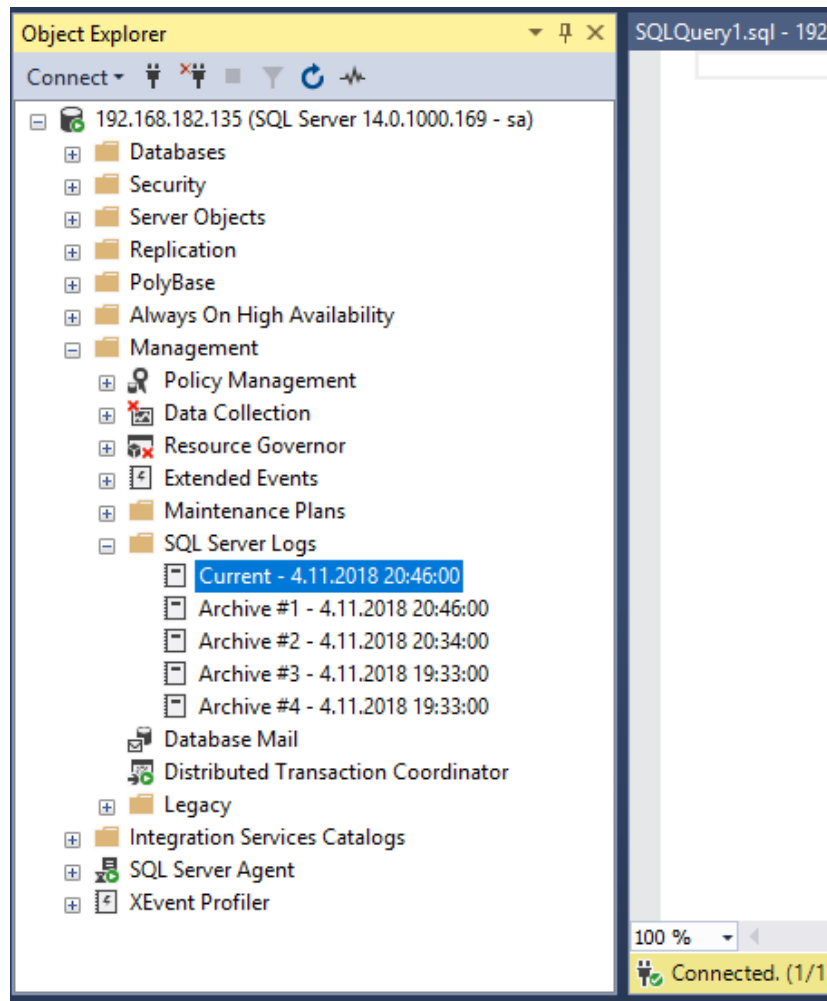 Object Explorer
SQLQuery1.sql - 192
Connect
192.168.182.135 (SQL Server 14.0.1000.169 - sa)
Databases
Security
Server Objects
Replication
PolyBase
Always On High Availability
Management
Policy Management
Data Collection
Resource Governor
Extended Events
Maintenance Plans
SQL Server Logs
Current - 4.11.2018 20:46:00
Archive #1 - 4.11.2018 20:46:00
Archive #2 - 4.11.2018 20:34:00
Archive #3 - 4.11.2018 19:33:00
Archive #4 - 4.11.2018 19:33:00
Database Mail
Distributed Transaction Coordinator
Legacy
Integration Services Catalogs
SQL Server Agent
XEvent Profiler
100 %
Connected. (1/1